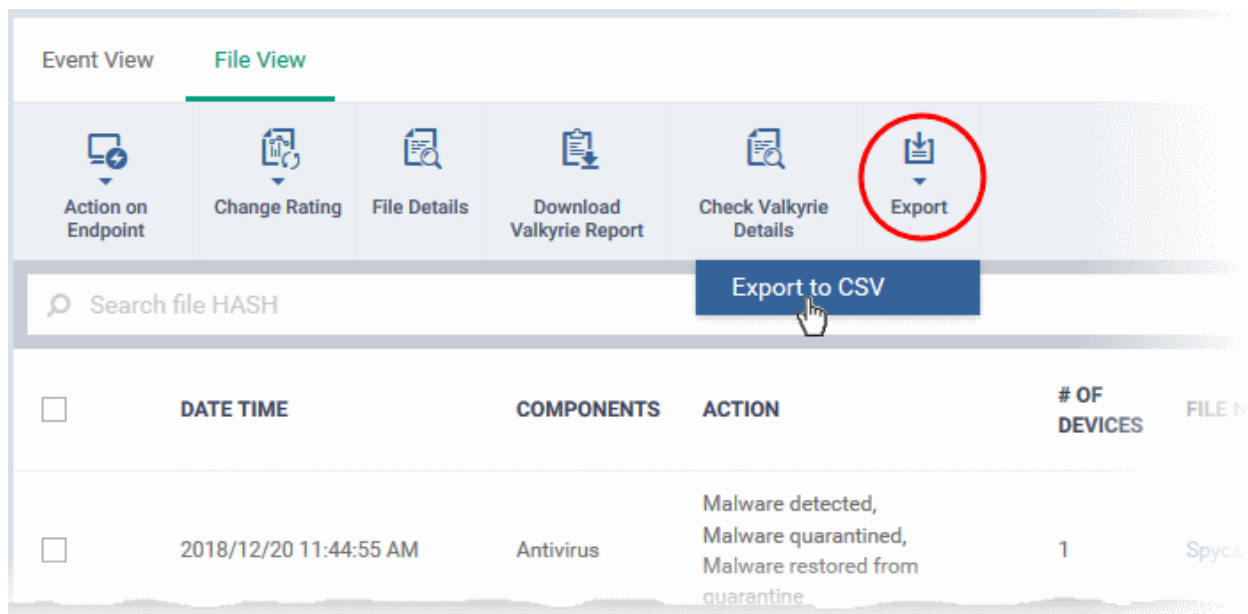 Event View File View
Action on Endpoint
Change Rating
File Details
Download Valkyrie Report
Check Valkyrie Details
Export
Export to CSV
Search file HASH
DATE TIME COMPONENTS ACTION # OF DEVICES FILE
2018/12/20 11:44:55 AM Antivirus Malware detected, 1
Malware quarantined,
Malware restored from
quarantine